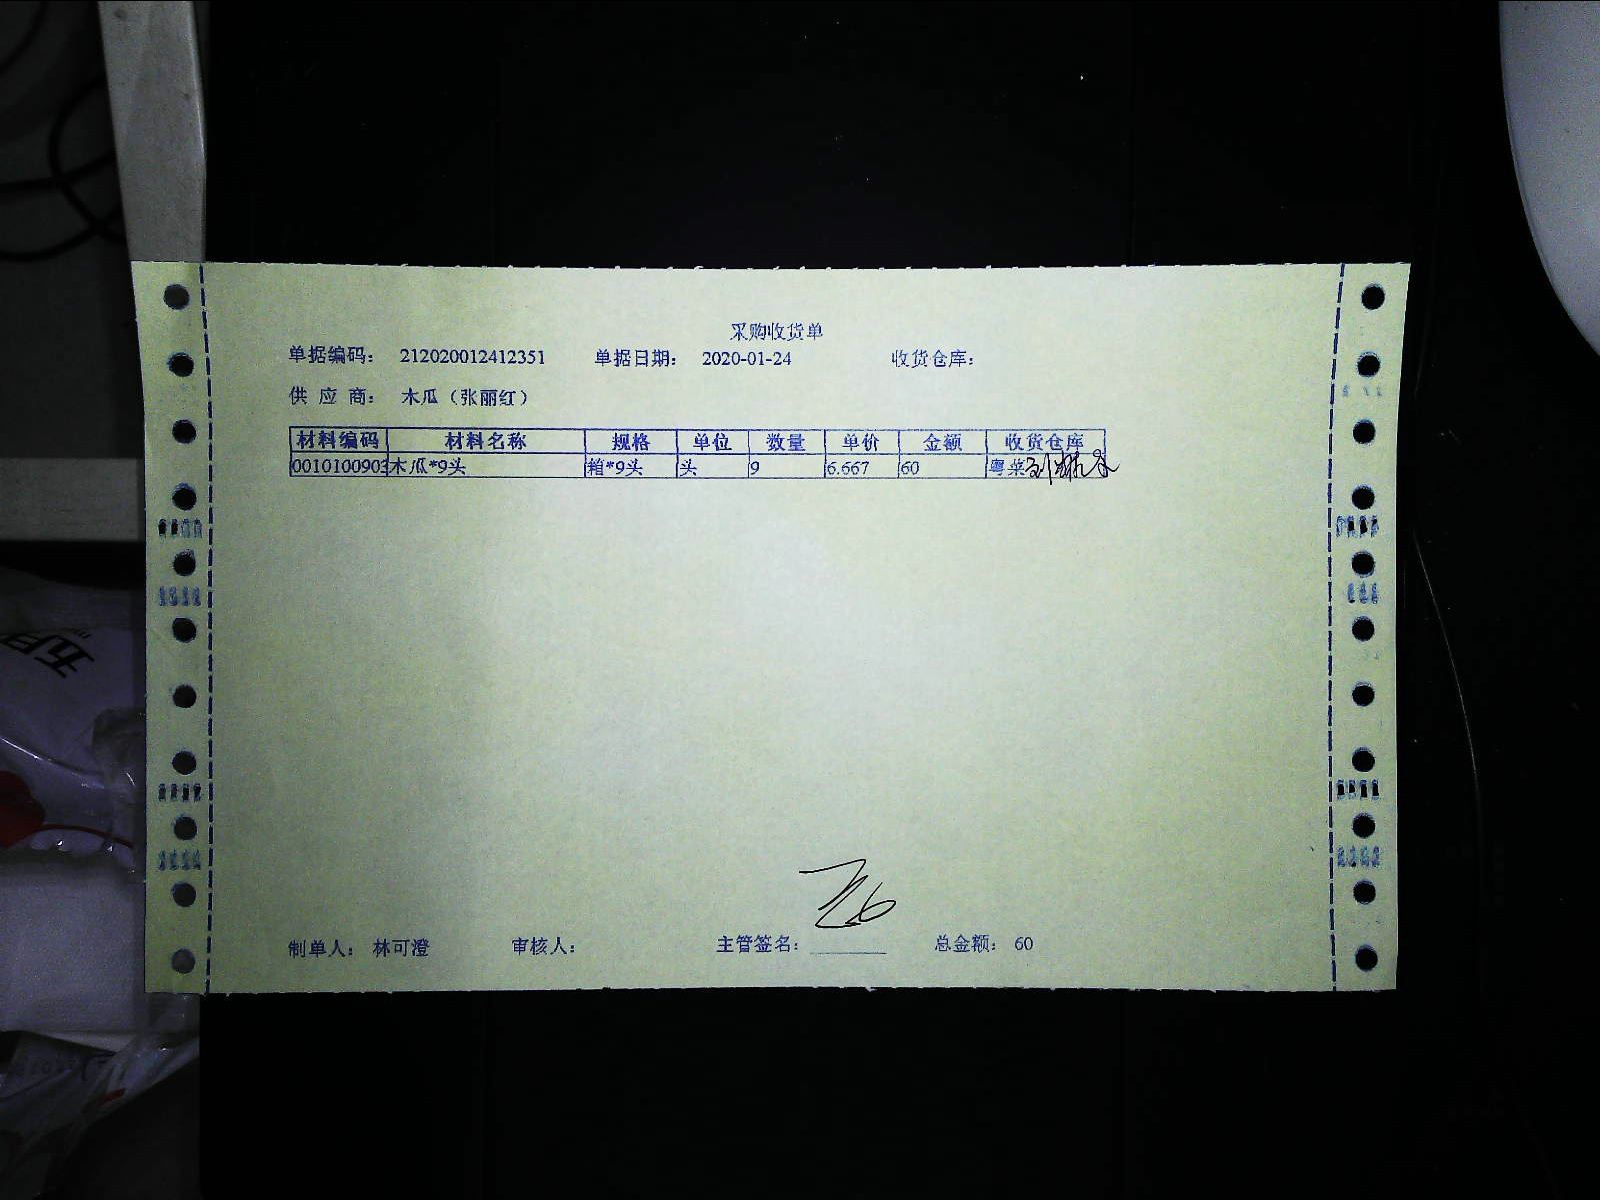 采购收货单
单据编码： 212020012412351 单据日期： 2020-01-24 收货仓库：
供 应 商： 木瓜（张丽红）
材料编码 材料名称 规格 单位 数量 单价 金额 收货仓库
0010100903 木瓜*9头 箱*9头 头 9 6.667 60 粤菜
制单人： 林可澄 审核人： 主管签名： 总金额： 60